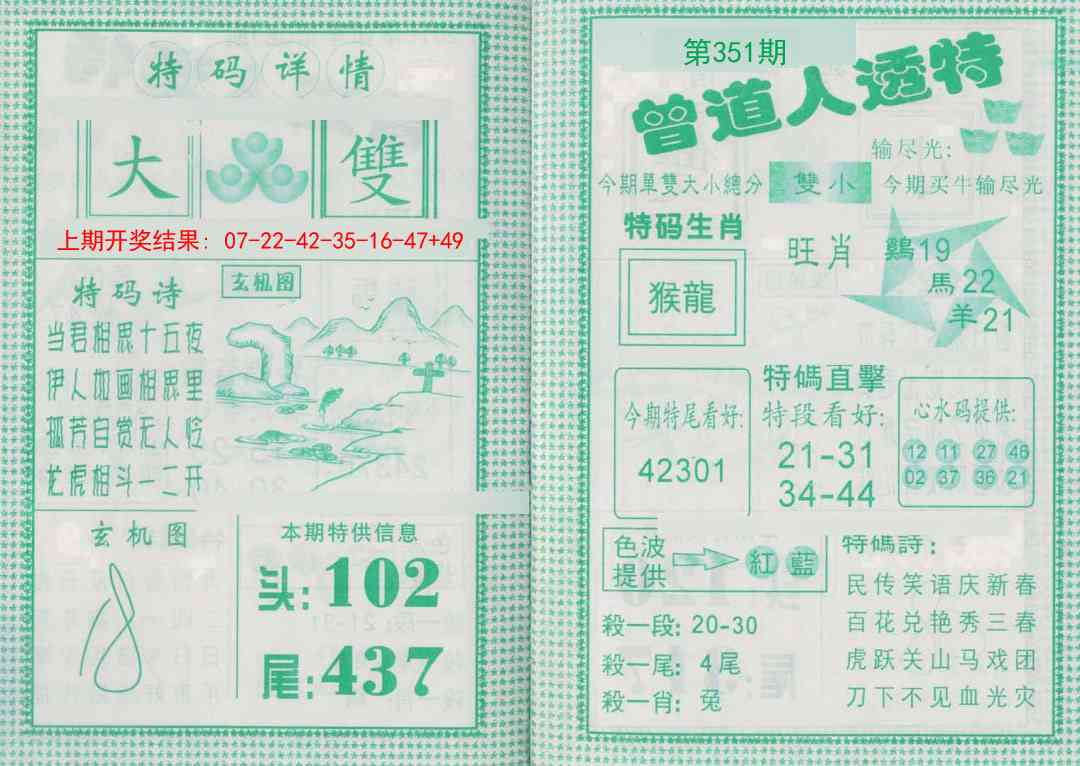 特码详情
大 雙
上期开奖结果: 07-22-42-35-16-47+49
特码诗
当君相思十五夜
伊人如画相思里
孤芳自赏无人怜
尤虎相斗一二开
玄机图
玄机图
本期特供信息
头:102
尾:437
第351期
曾道人透特
输尽光:
今期單雙大小總分 雙小 今期买牛输尽光
特码生肖
猴龍
旺肖
鷄19
馬22
羊21
今期特尾看好:
42301
特碼直擊
特段看好:
21-31
34-44
心水码提供:
12 11 27 46
02 37 36 21
色波
提供
紅 藍
殺一段: 20-30
殺一尾: 4尾
殺一肖: 兔
特碼詩:
民传笑语庆新春
百花兑艳秀三春
虎跃关山马戏团
刀下不见血光灾